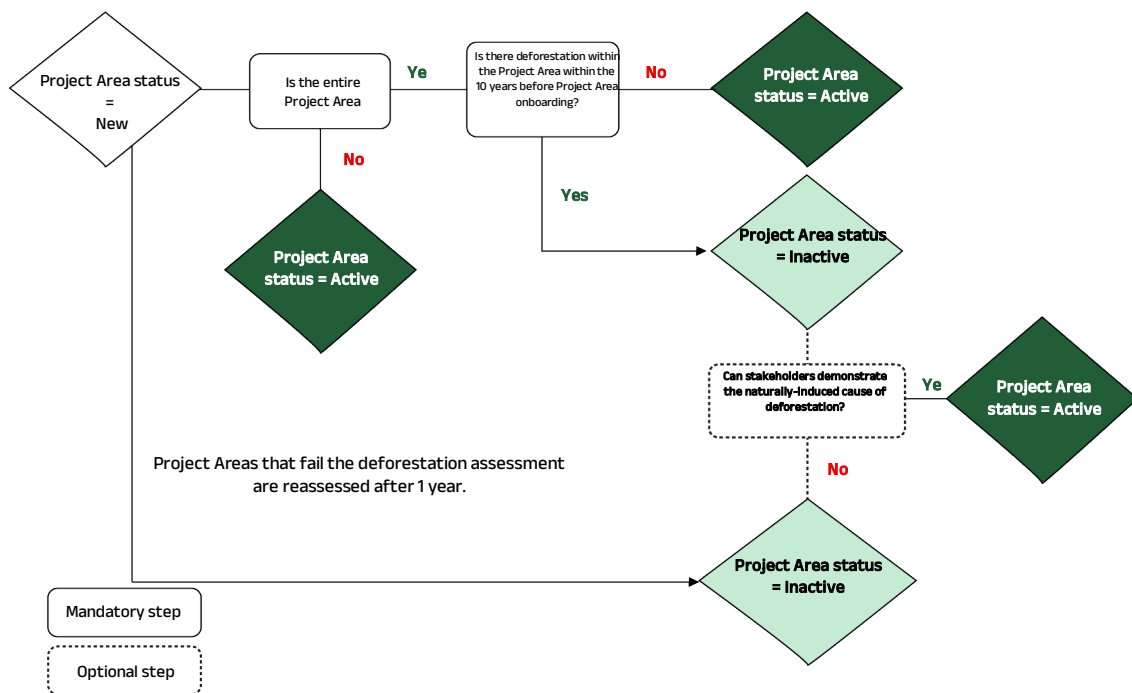 Project Area status
=
New
Is the entire
Project Area
Ye
Is there deforestation within
the Project Area within the
10 years before Project Area
onboarding?
No
Project Area
status = Active
No
Project Area
status = Active
Yes
Project Area status
= Inactive
Can stakeholders demonstrate
the naturally-induced cause of
deforestation?
Ye
Project Area
status = Active
No
Project Areas that fail the deforestation assessment
are reassessed after 1 year.
Project Area status
= Inactive
Mandatory step
Optional step